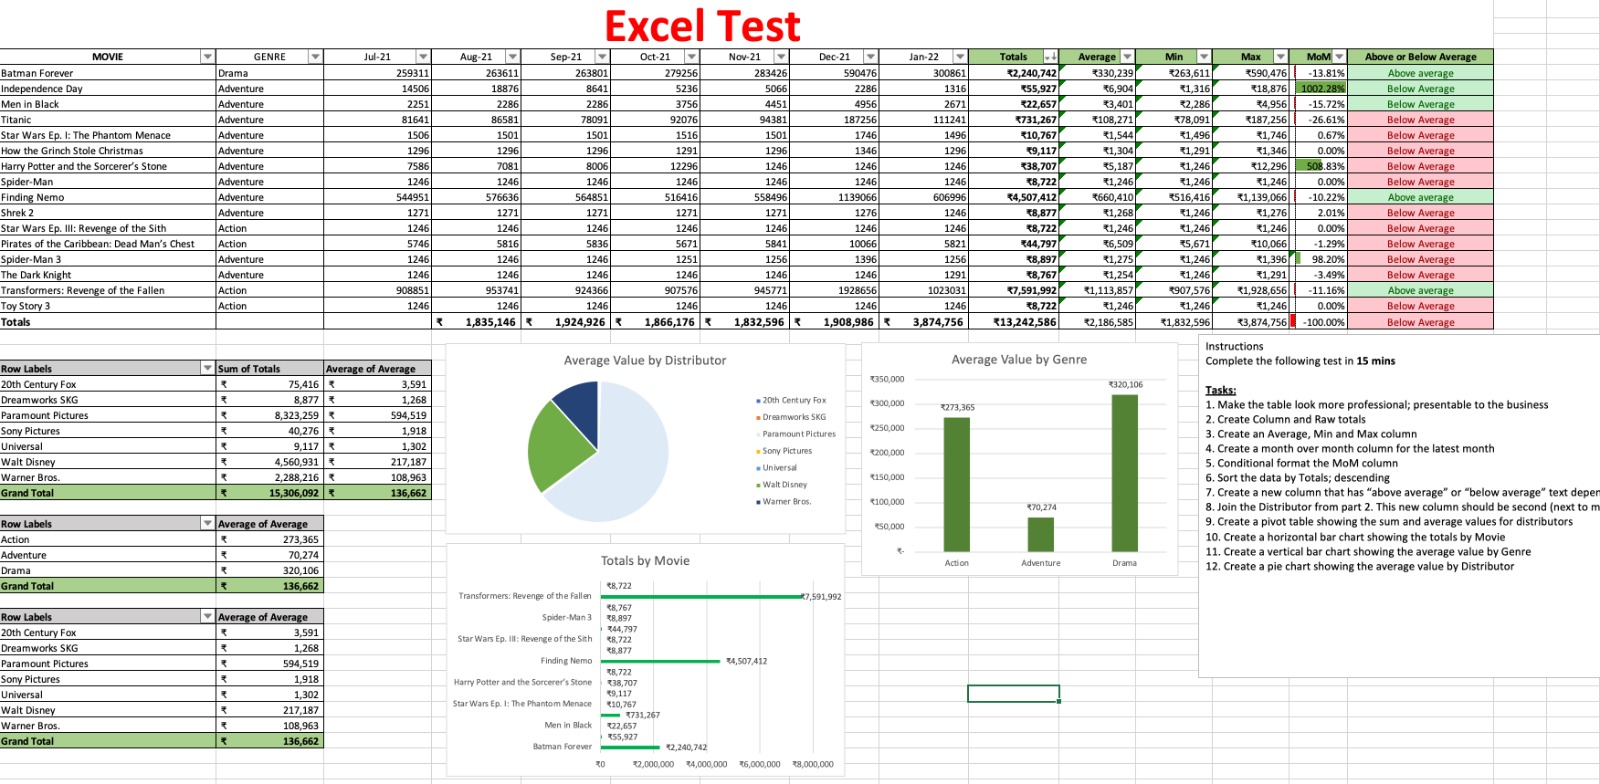 Excel Test
MOVIE GENRE Jul-21 Aug-21 Sep-21 Oct-21 Nov-21 Dec-21 Jan-22 Totals Average Min Max MoM Above or Below Average
Batman Forever Drama 259311 263611 263801 279256 283426 590476 300861 ₹2,240,742 ₹330,239 ₹263,611 ₹590,476 -13.81% Above average
Independence Day Adventure 14506 18876 8641 5236 5066 2286 1316 ₹55,927 ₹6,904 ₹1,316 ₹18,876 1002.28% Below Average
Men in Black Adventure 2251 2286 2286 3756 4451 4956 2671 ₹22,657 ₹3,401 ₹2,286 ₹4,956 -15.72% Below Average
Titanic Adventure 81641 86581 78091 92076 94381 187256 111241 ₹731,267 ₹108,271 ₹78,091 ₹187,256 -26.61% Below Average
Star Wars Ep. I: The Phantom Menace Adventure 1506 1501 1501 1516 1501 1746 1496 ₹10,767 ₹1,544 ₹1,496 ₹1,746 0.67% Below Average
How the Grinch Stole Christmas Adventure 1296 1296 1296 1291 1296 1346 1296 ₹9,117 ₹1,304 ₹1,291 ₹1,346 0.00% Below Average
Harry Potter and the Sorcerer's Stone Adventure 7586 7081 8006 12296 1246 1246 1246 ₹38,707 ₹5,187 ₹1,246 ₹12,296 508.83% Below Average
Spider-Man Adventure 1246 1246 1246 1246 1246 1246 1246 ₹8,722 ₹1,246 ₹1,246 ₹1,246 0.00% Below Average
Finding Nemo Adventure 544951 576636 564851 516416 558496 1139066 606996 ₹4,507,412 ₹660,410 ₹516,416 ₹1,139,066 -10.22% Above average
Shrek 2 Adventure 1271 1271 1271 1271 1271 1276 1246 ₹8,877 ₹1,268 ₹1,246 ₹1,276 2.01% Below Average
Star Wars Ep. III: Revenge of the Sith Action 1246 1246 1246 1246 1246 1246 1246 ₹8,722 ₹1,246 ₹1,246 ₹1,246 0.00% Below Average
Pirates of the Caribbean: Dead Man's Chest Adventure 5746 5816 5836 5671 5841 10066 5821 ₹44,797 ₹6,509 ₹5,671 ₹10,066 -1.29% Below Average
Spider-Man 3 Adventure 1246 1246 1246 1251 1256 1396 1256 ₹8,897 ₹1,275 ₹1,246 ₹1,396 98.20% Below Average
The Dark Knight Adventure 1246 1246 1246 1246 1246 1246 1291 ₹8,767 ₹1,254 ₹1,246 ₹1,291 -3.49% Below Average
Transformers: Revenge of the Fallen Action 908851 953741 924366 907576 945771 1928656 1023031 ₹7,591,992 ₹1,113,857 ₹907,576 ₹1,928,656 -11.16% Above average
Toy Story 3 Action 1246 1246 1246 1246 1246 1246 1246 ₹8,722 ₹1,246 ₹1,246 ₹1,246 0.00% Below Average
Totals ₹ 1,835,146 ₹ 1,924,926 ₹ 1,866,176 ₹ 1,832,596 ₹ 1,908,986 ₹ 3,874,756 ₹13,242,586 ₹2,186,585 ₹1,832,596 ₹3,874,756 -100.00% Below Average
Row Labels Sum of Totals Average of Average
20th Century Fox ₹ 75,416 ₹ 3,591
Dreamworks SKG ₹ 8,877 ₹ 1,268
Paramount Pictures ₹ 8,323,259 ₹ 594,519
Sony Pictures ₹ 40,276 ₹ 1,918
Universal ₹ 9,117 ₹ 1,302
Walt Disney ₹ 4,560,931 ₹ 217,187
Warner Bros. ₹ 2,288,216 ₹ 108,963
Grand Total ₹ 15,306,092 ₹ 136,662
Row Labels Average of Average
Action ₹ 273,365
Adventure ₹ 70,274
Drama ₹ 320,106
Grand Total ₹ 136,662
Row Labels Average of Average
20th Century Fox ₹ 3,591
Dreamworks SKG ₹ 1,268
Paramount Pictures ₹ 594,519
Sony Pictures ₹ 1,918
Universal ₹ 1,302
Walt Disney ₹ 217,187
Warner Bros. ₹ 108,963
Grand Total ₹ 136,662
Average Value by Distributor
20th Century Fox
Dreamworks SKG
Paramount Pictures
Sony Pictures
Universal
Walt Disney
Warner Bros.
Totals by Movie
₹8,722
Transformers: Revenge of the Fallen ₹7,591,992
₹8,767
Spider-Man 3 ₹8,897
₹44,797
Star Wars Ep. III: Revenge of the Sith ₹8,722
₹8,877
Finding Nemo ₹4,507,412
₹8,722
Harry Potter and the Sorcerer's Stone ₹38,707
₹9,117
Star Wars Ep. I: The Phantom Menace ₹10,767
₹731,267
Men in Black ₹22,657
₹55,927
Batman Forever ₹2,240,742
₹0 ₹2,000,000 ₹4,000,000 ₹6,000,000 ₹8,000,000
Average Value by Genre
₹350,000
₹320,106
₹300,000
₹273,365
₹250,000
₹200,000
₹150,000
₹100,000
₹70,274
₹50,000
₹-
Action Adventure Drama
Instructions
Complete the following test in 15 mins
Tasks:
1. Make the table look more professional; presentable to the business
2. Create Column and Raw totals
3. Create an Average, Min and Max column
4. Create a month over month column for the latest month
5. Conditional format the MoM column
6. Sort the data by Totals; descending
7. Create a new column that has “above average” or “below average” text depen
8. Join the Distributor from part 2. This new column should be second (next to m
9. Create a pivot table showing the sum and average values for distributors
10. Create a horizontal bar chart showing the totals by Movie
11. Create a vertical bar chart showing the average value by Genre
12. Create a pie chart showing the average value by Distributor